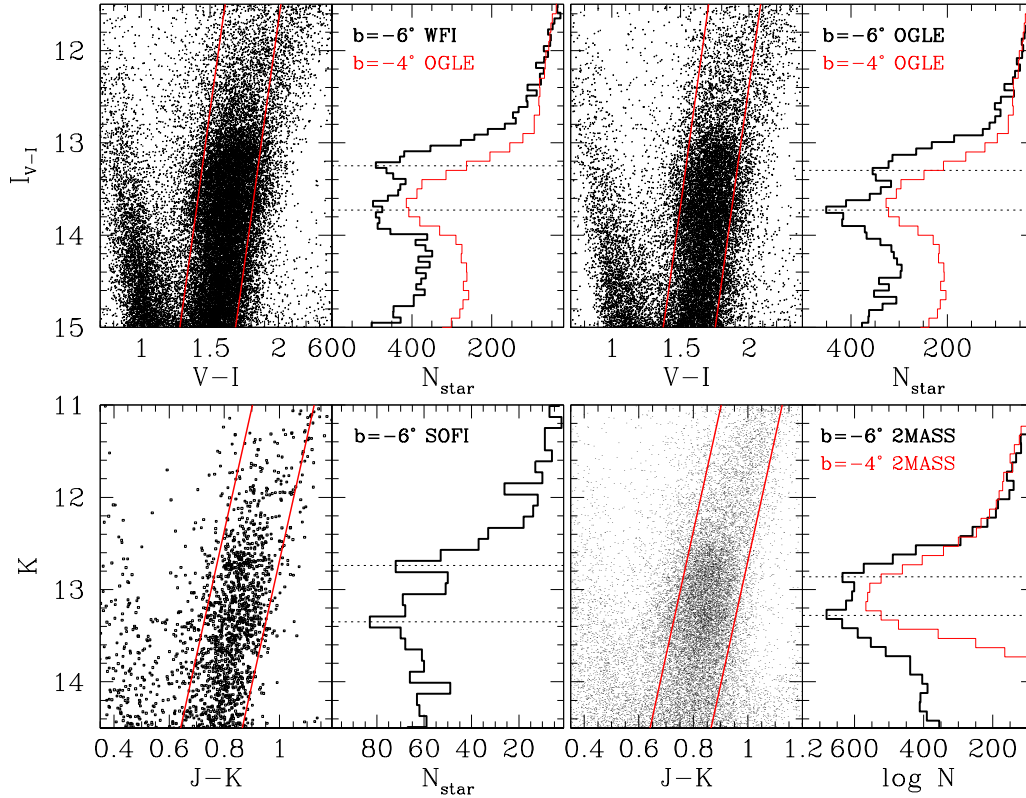 b=−6° WFI
b=−4° OGLE
b=−6° OGLE
b=−4° OGLE
12
13
14
15
I_V−I
1 1.5 2 600 400 200 1 1.5 2 400 200
V−I N_star V−I N_star
b=−6° SOFI
b=−6° 2MASS
b=−4° 2MASS
11
12
13
14
K
0.4 0.6 0.8 1 80 60 40 20 0.4 0.6 0.8 1 1.2 600 400 200
J−K N_star J−K log N